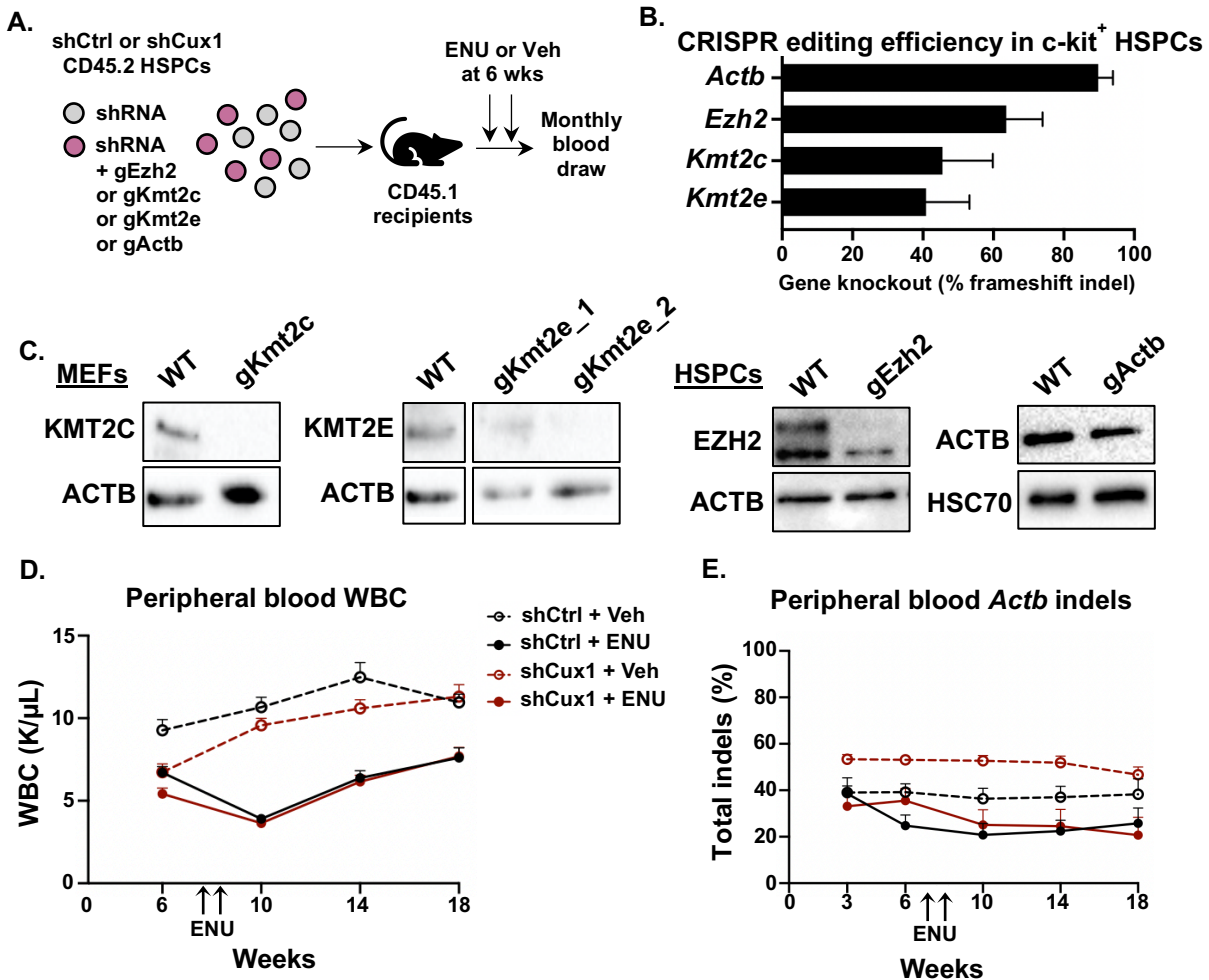 A.
shCtrl or shCux1
CD45.2 HSPCs
shRNA
shRNA
+ gEzh2
or gKmt2c
or gKmt2e
or gActb
CD45.1
recipients
ENU or Veh
at 6 wks
Monthly
blood
draw
B.
CRISPR editing efficiency in c-kit+ HSPCs
Actb
Ezh2
Kmt2c
Kmt2e
0 20 40 60 80 100
Gene knockout (% frameshift indel)
C.
MEFs
WT gKmt2c
KMT2C
ACTB
WT gKmt2e_1 gKmt2e_2
KMT2E
ACTB
HSPCs
WT gEzh2
EZH2
ACTB
WT gActb
ACTB
HSC70
D.
Peripheral blood WBC
WBC (K/μL)
15
10
5
0
0 6 10 14 18
ENU
Weeks
shCtrl + Veh
shCtrl + ENU
shCux1 + Veh
shCux1 + ENU
E.
Peripheral blood Actb indels
Total indels (%)
100
80
60
40
20
0
0 3 6 10 14 18
ENU
Weeks